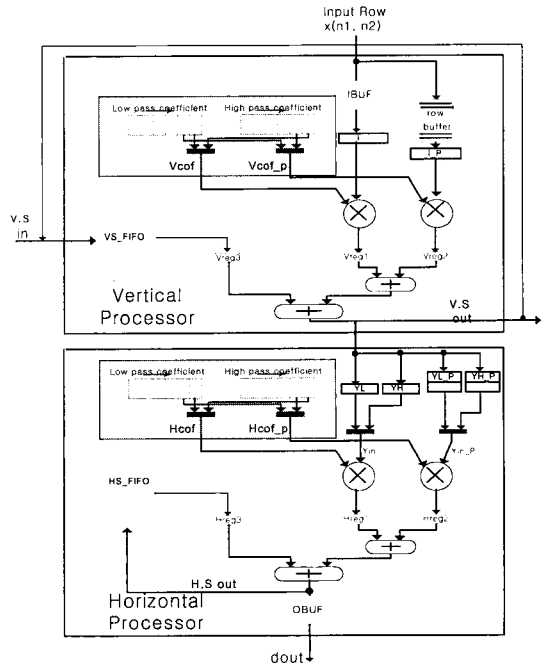 Input Row
x(n1, n2)
Low pass coefficient
High pass coefficient
IBUF
row
buffer
I_P
Vcof
Vcof_p
V.S
in
VS_FIFO
Vreg3
Vreg1
Vreg2
+
+
V.S
out
Vertical
Processor
Low pass coefficient
High pass coefficient
YL
YH
YL_P
YH_P
Hcof
Hcof_p
Yin
Yin_P
HS_FIFO
Hreg3
Hreg1
Hreg2
+
+
H.S out
OBUF
Horizontal
Processor
dout